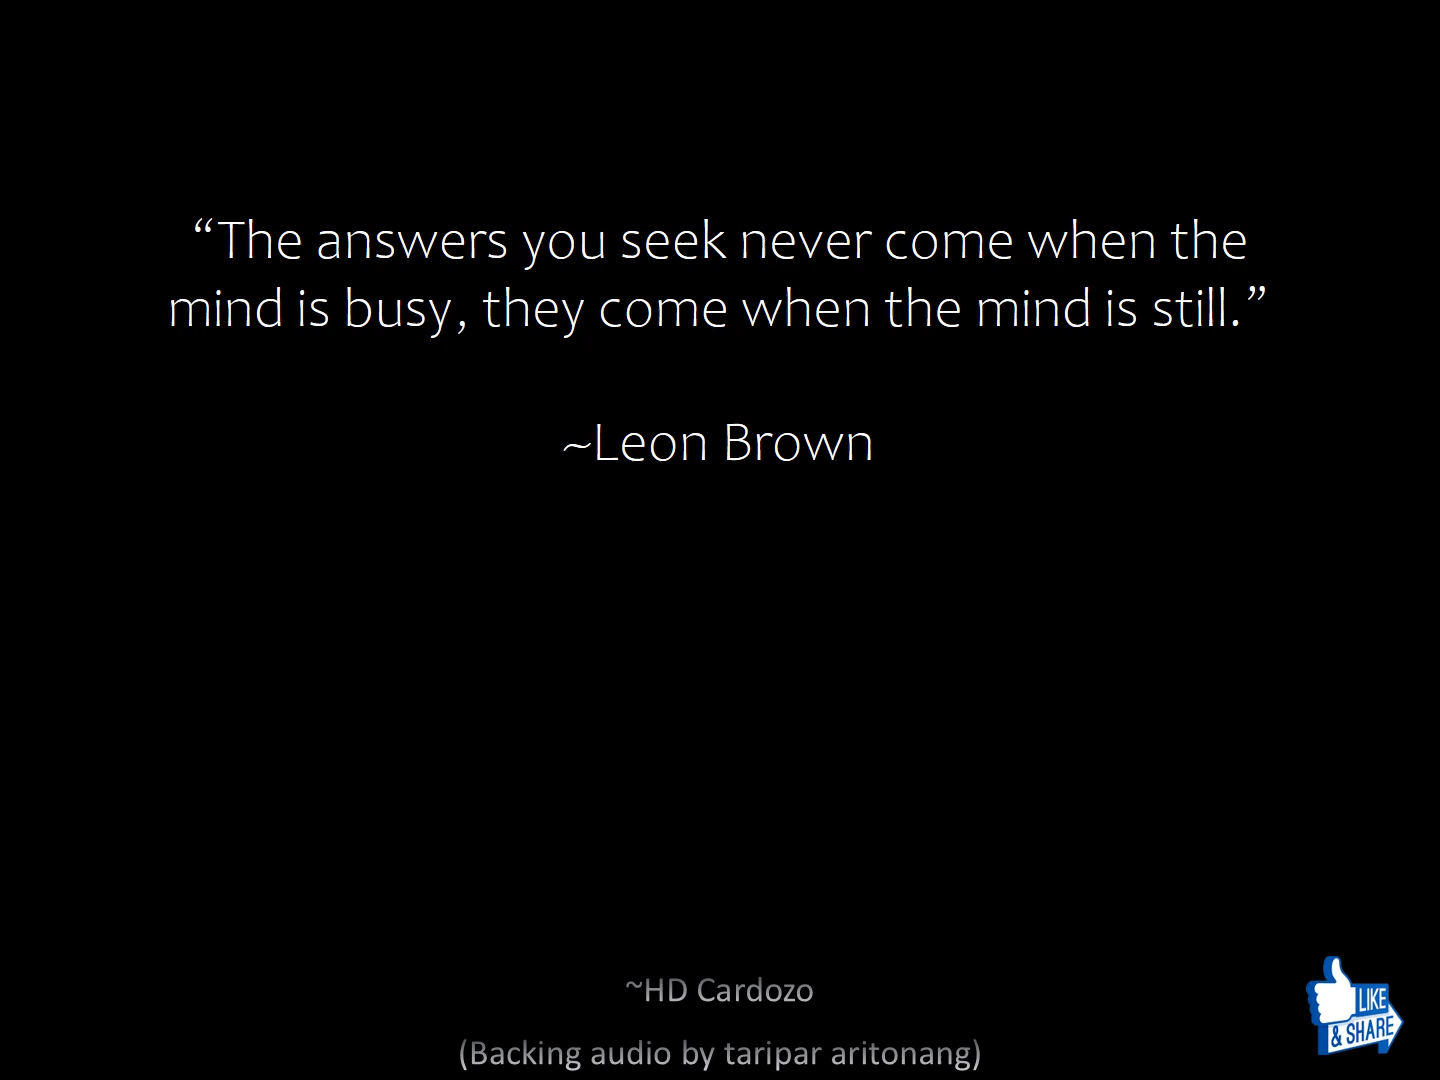 “The answers you seek never come when the
mind is busy, they come when the mind is still.”
~Leon Brown
~HD Cardozo
(Backing audio by taripar aritonang)
LIKE
& SHARE